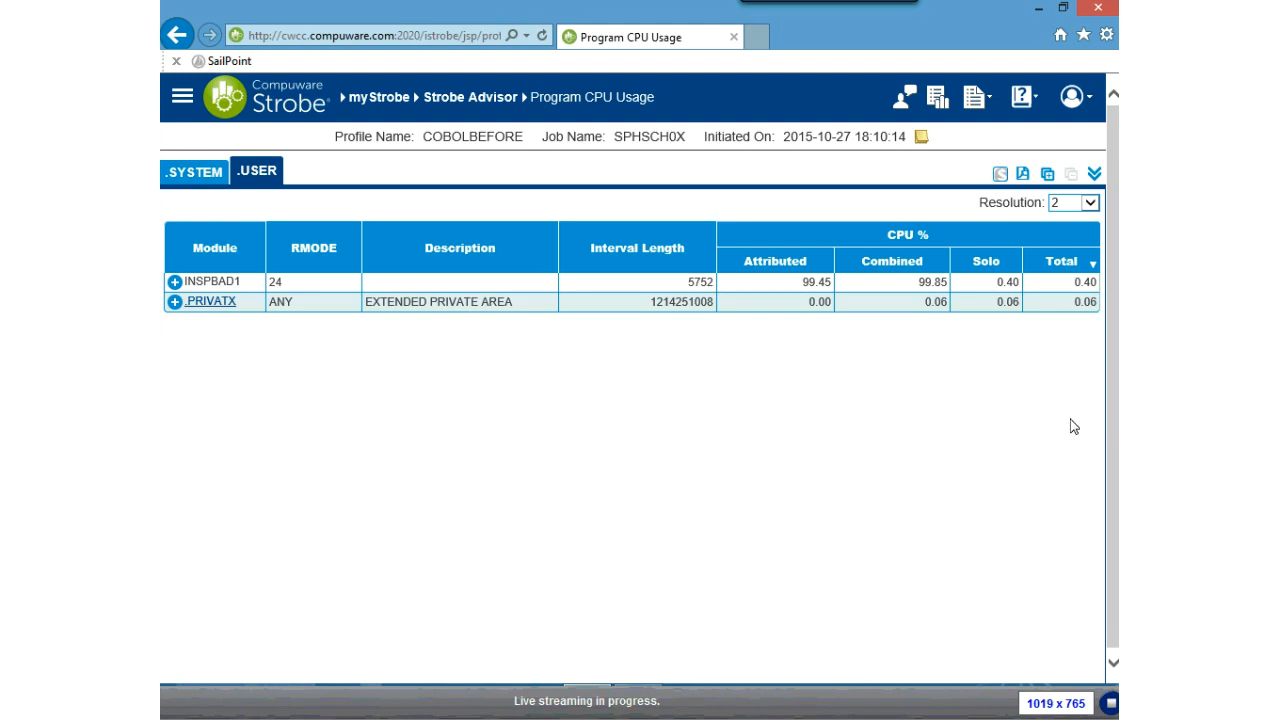 http://cwcc.compuware.com:2020/istrobe/jsp/prof
Program CPU Usage
x SailPoint
Compuware
Strobe
myStrobe Strobe Advisor Program CPU Usage
Profile Name: COBOLBEFORE Job Name: SPHSCH0X Initiated On: 2015-10-27 18:10:14
.SYSTEM .USER
Resolution: 2
Module RMODE Description Interval Length CPU %
Attributed Combined Solo Total
INSPBAD1 24 5752 99.45 99.85 0.40 0.40
.PRIVATX ANY EXTENDED PRIVATE AREA 1214251008 0.00 0.06 0.06 0.06
Live streaming in progress.
1019 x 765